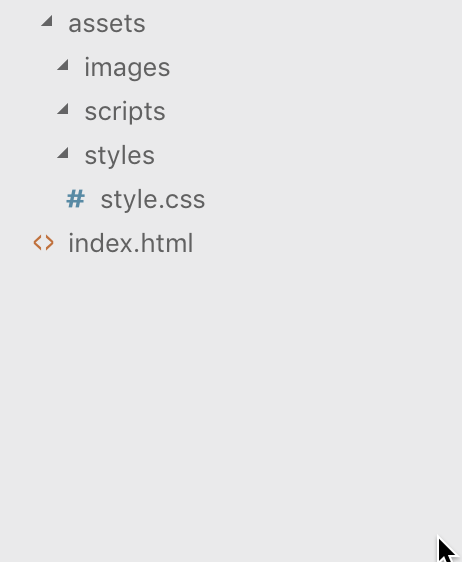 assets
images
scripts
styles
# style.css
<> index.html